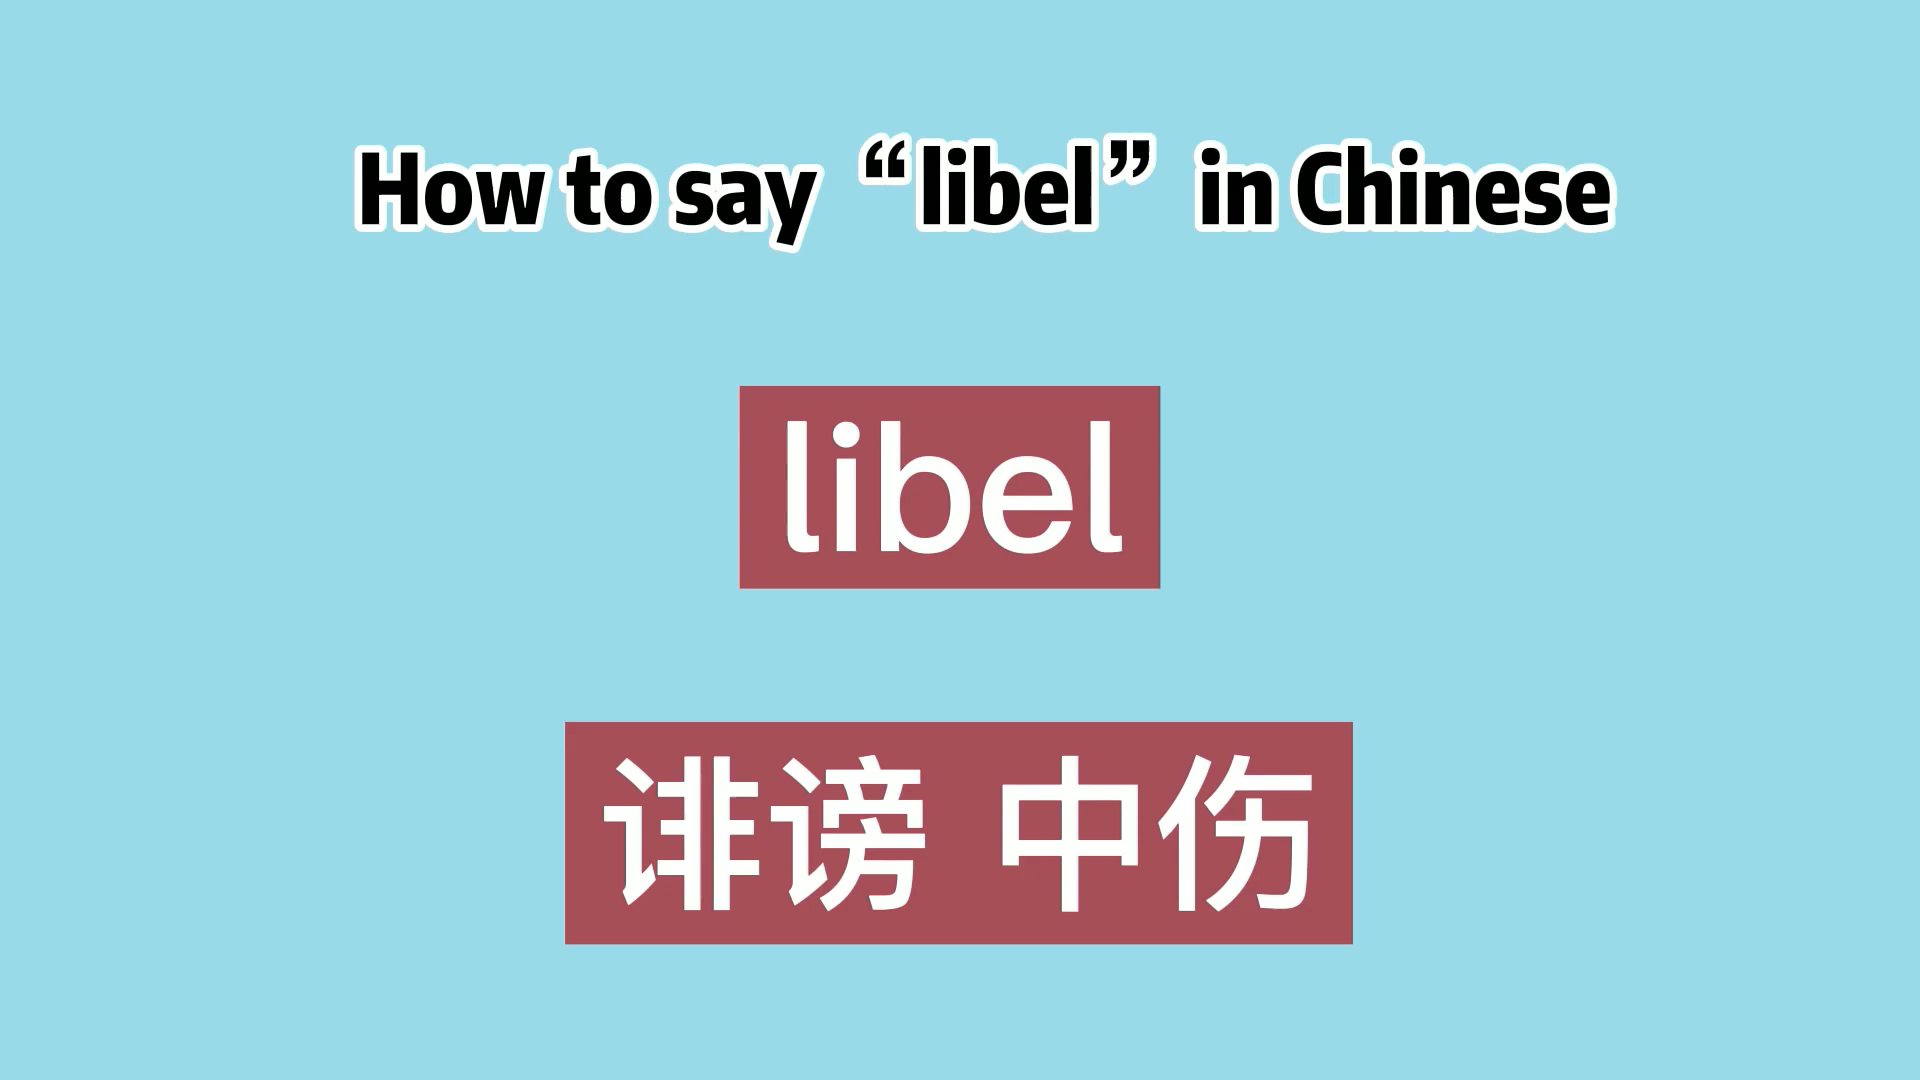 How to say “libel” in Chinese
libel
诽谤 中伤